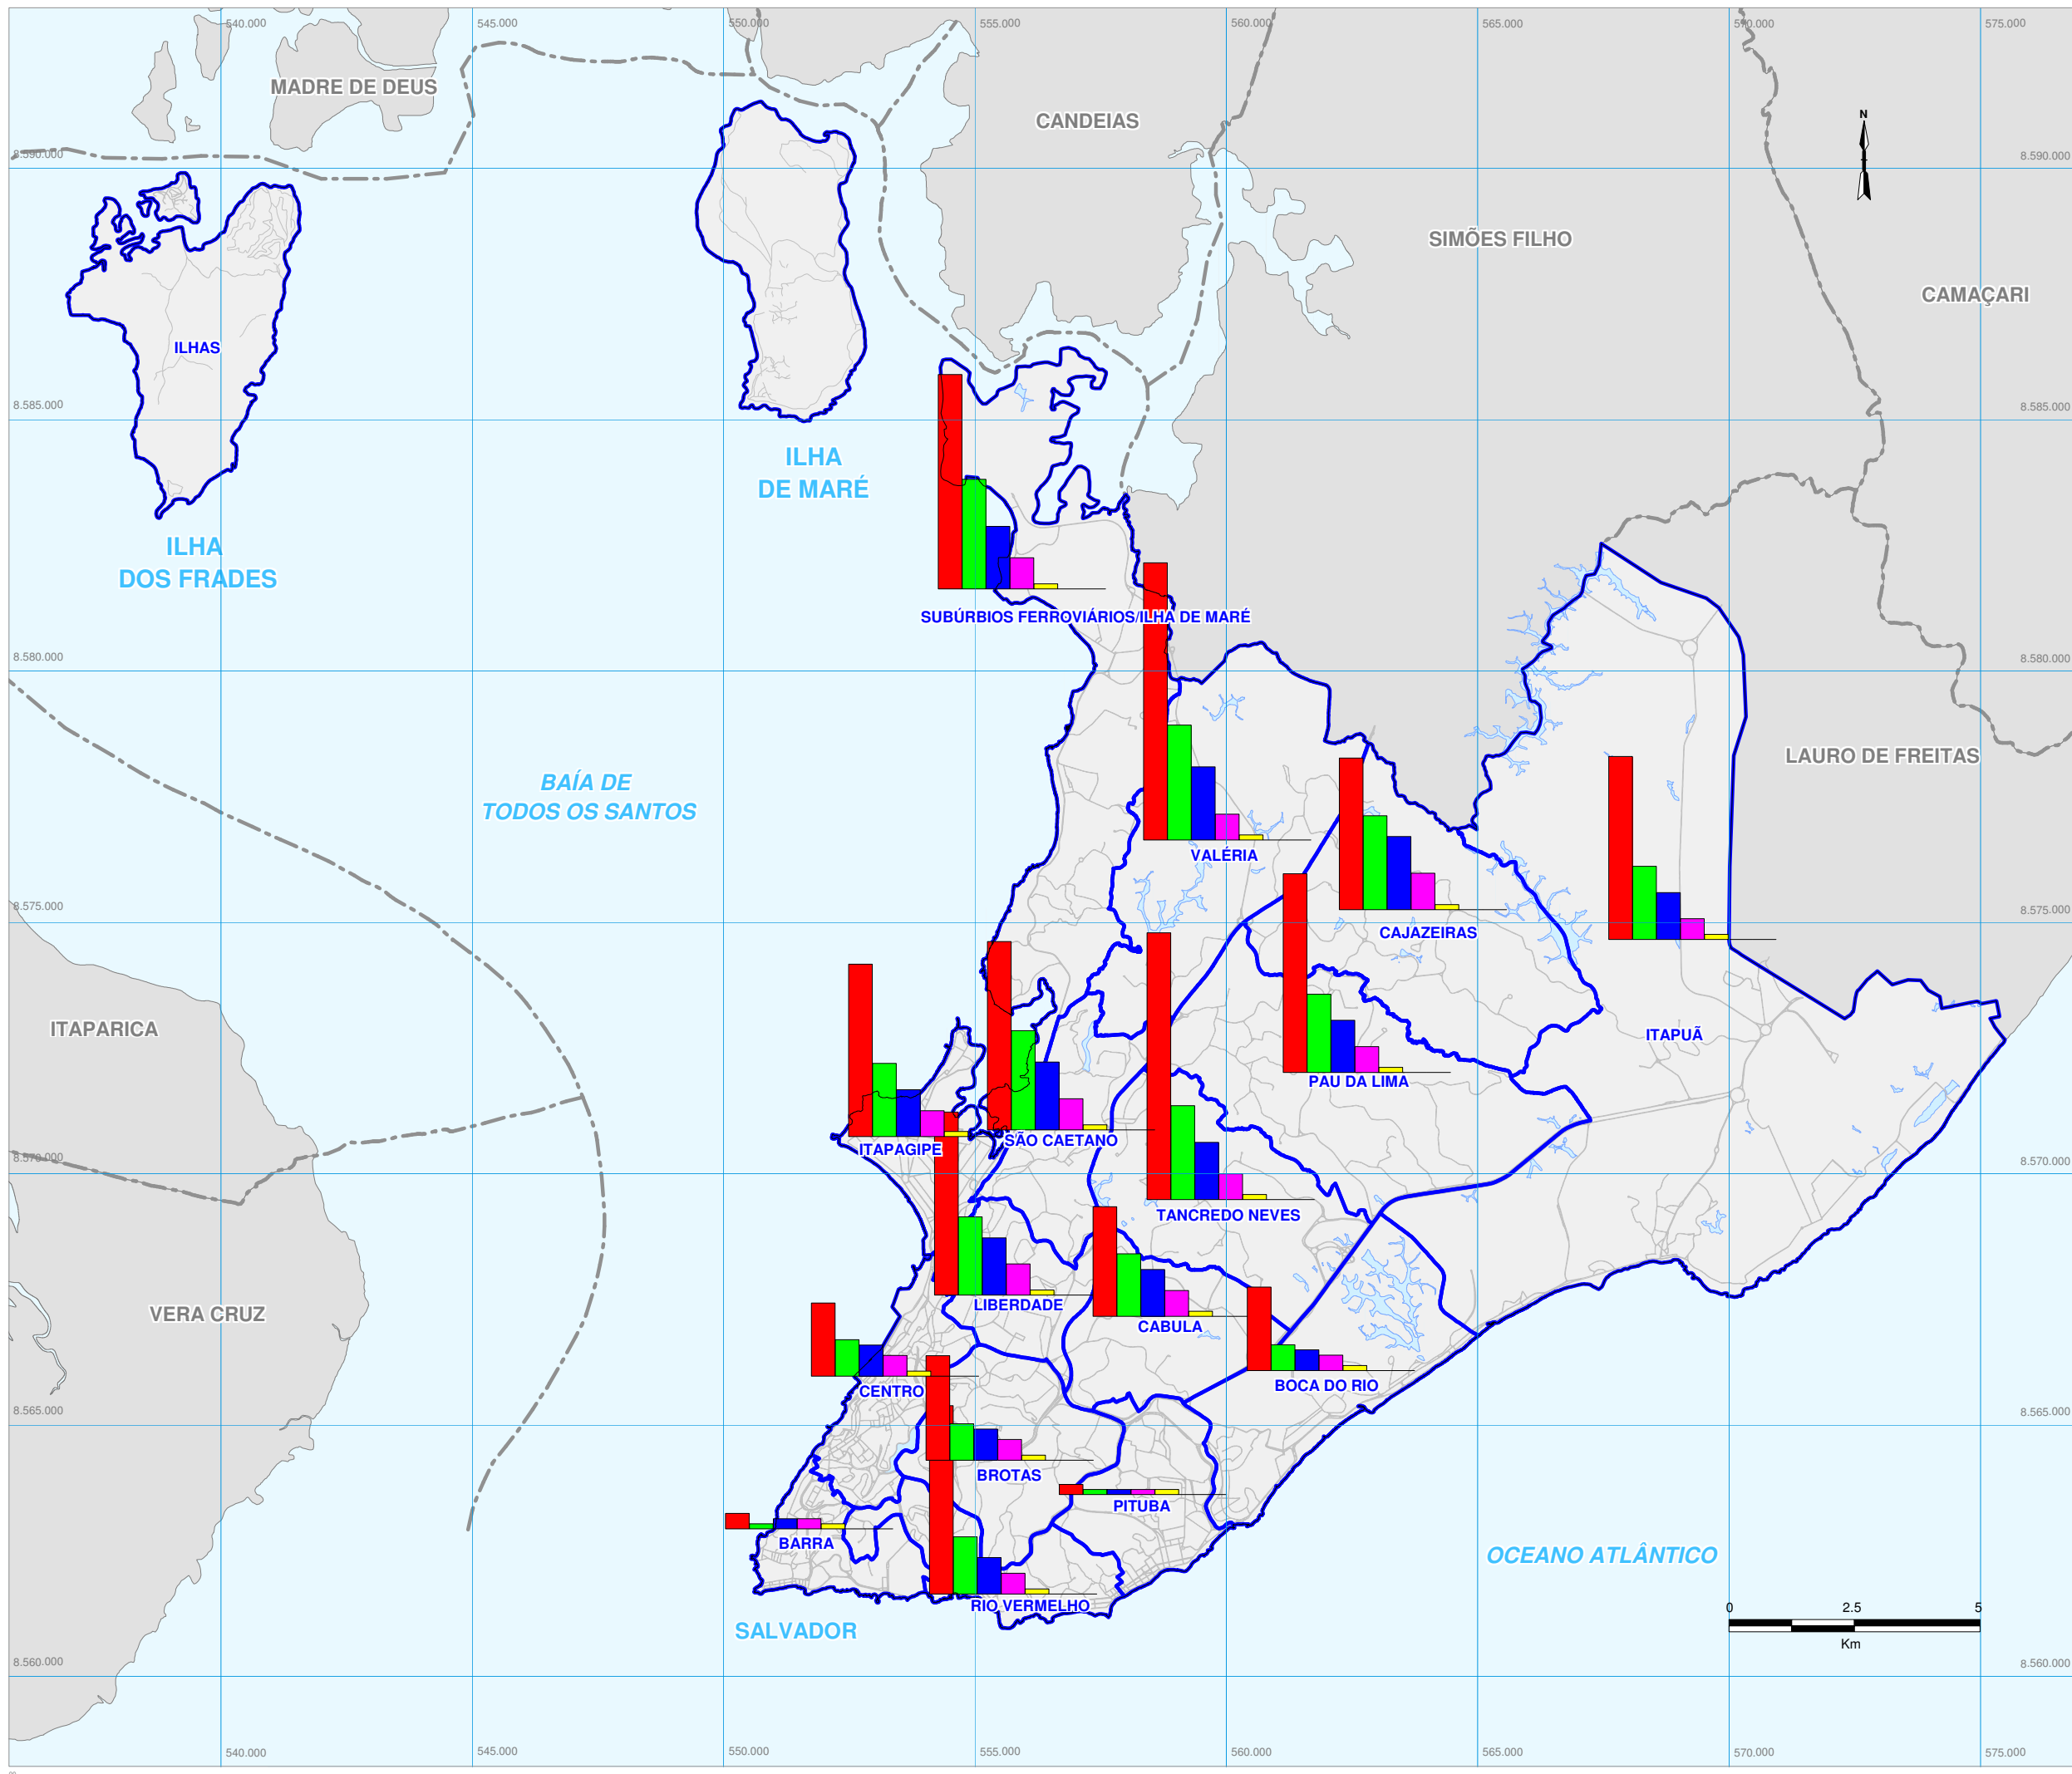 540.000
545.000
550.000
555.000
560.000
565.000
570.000
575.000
MADRE DE DEUS
CANDEIAS
N
8.590.000
8.590.000
SIMÕES FILHO
CAMAÇARI
ILHAS
8.585.000
8.585.000
ILHA
DE MARÉ
ILHA
DOS FRADES
SUBÚRBIOS FERROVIÁRIOS/ILHA DE MARÉ
8.580.000
8.580.000
LAURO DE FREITAS
BAÍA DE
TODOS OS SANTOS
VALÉRIA
8.575.000
8.575.000
CAJAZEIRAS
ITAPARICA
ITAPUÃ
PAU DA LIMA
SÃO CAETANO
ITAPAGIPE
8.570.000
8.570.000
TANCREDO NEVES
LIBERDADE
VERA CRUZ
CABULA
BOCA DO RIO
CENTRO
8.565.000
8.565.000
BROTAS
PITUBA
BARRA
OCEANO ATLÂNTICO
RIO VERMELHO
0 2.5 5
SALVADOR
Km
8.560.000
8.560.000
540.000
545.000
550.000
555.000
560.000
565.000
570.000
575.000